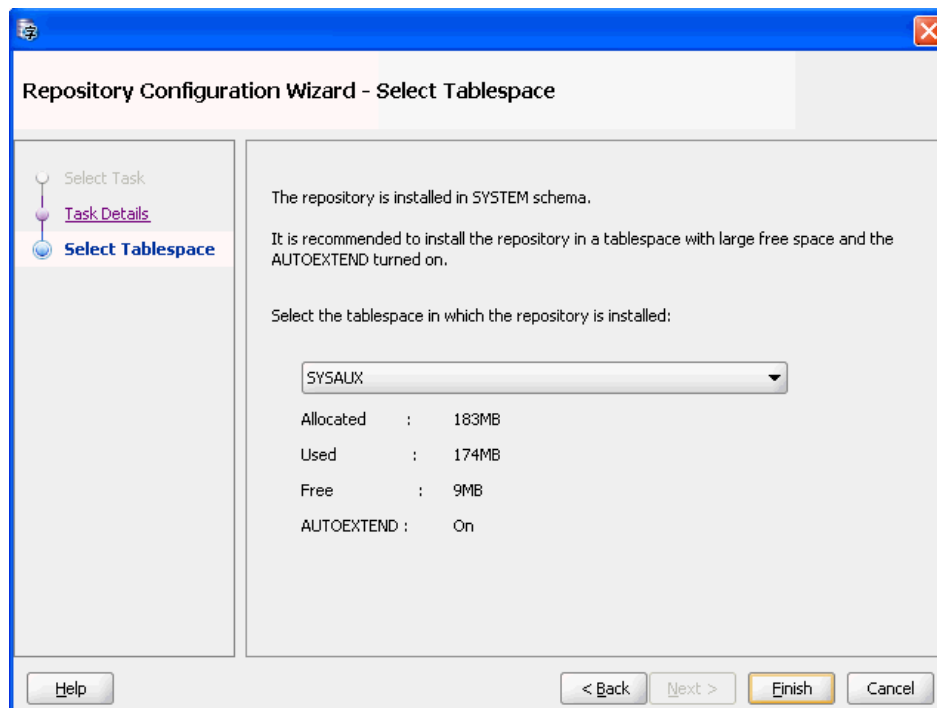 Repository Configuration Wizard - Select Tablespace
Select Task
Task Details
Select Tablespace
The repository is installed in SYSTEM schema.
It is recommended to install the repository in a tablespace with large free space and the
AUTOEXTEND turned on.
Select the tablespace in which the repository is installed:
SYSAUX
Allocated : 183MB
Used : 174MB
Free : 9MB
AUTOEXTEND : On
Help
< Back
Next >
Finish
Cancel